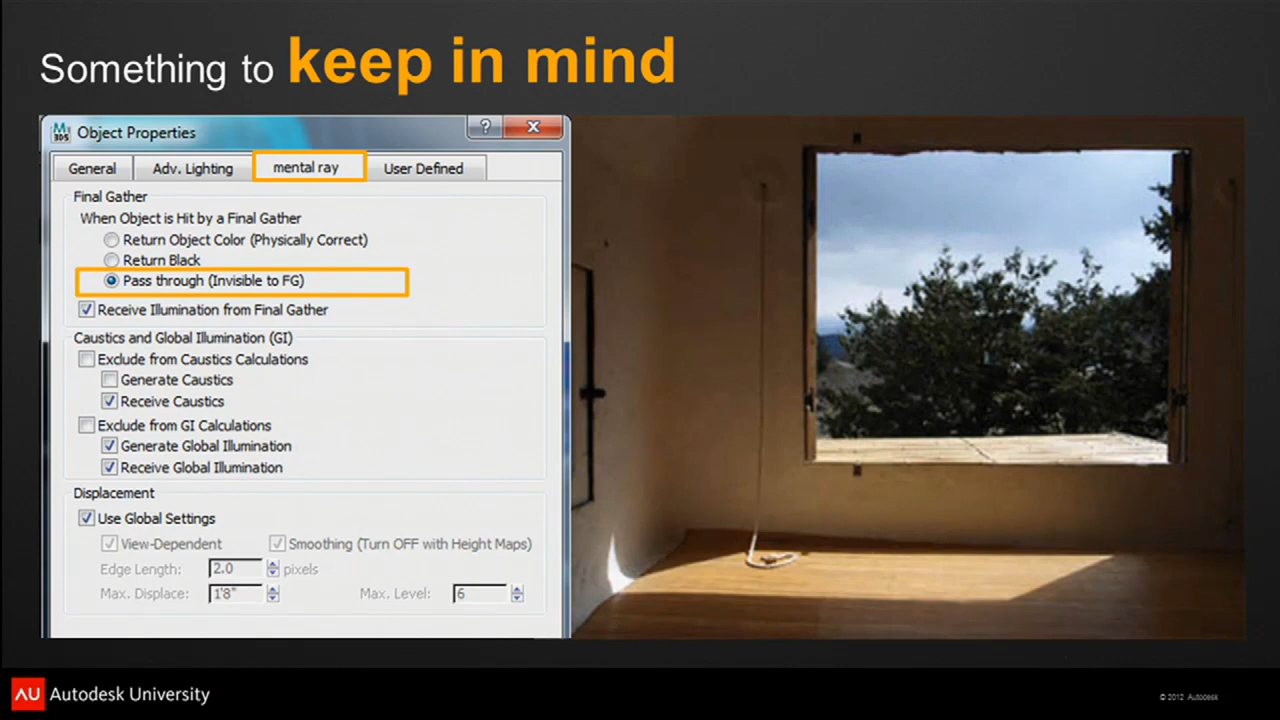 Something to keep in mind
M 3DS Object Properties
?
General Adv. Lighting mental ray User Defined
Final Gather
When Object is Hit by a Final Gather
Return Object Color (Physically Correct)
Return Black
Pass through (Invisible to FG)
Receive Illumination from Final Gather
Caustics and Global Illumination (GI)
Exclude from Caustics Calculations
Generate Caustics
Receive Caustics
Exclude from GI Calculations
Generate Global Illumination
Receive Global Illumination
Displacement
Use Global Settings
View-Dependent Smoothing (Turn OFF with Height Maps)
Edge Length: 2.0 pixels
Max. Displace: 1'8" Max. Level: 6
AU Autodesk University
© 2012 Autodesk